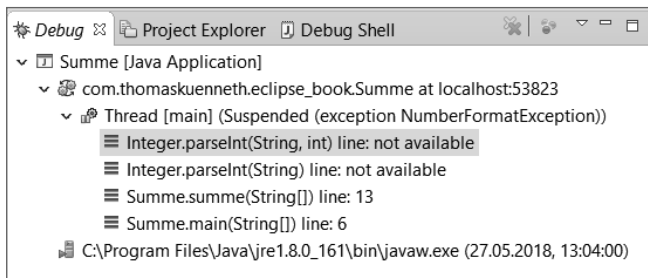 Debug Project Explorer Debug Shell
Summe [Java Application]
com.thomaskuenneth.eclipse_book.Summe at localhost:53823
Thread [main] (Suspended (exception NumberFormatException))
Integer.parseInt(String, int) line: not available
Integer.parseInt(String) line: not available
Summe.summe(String[]) line: 13
Summe.main(String[]) line: 6
C:\Program Files\Java\jre1.8.0_161\bin\javaw.exe (27.05.2018, 13:04:00)